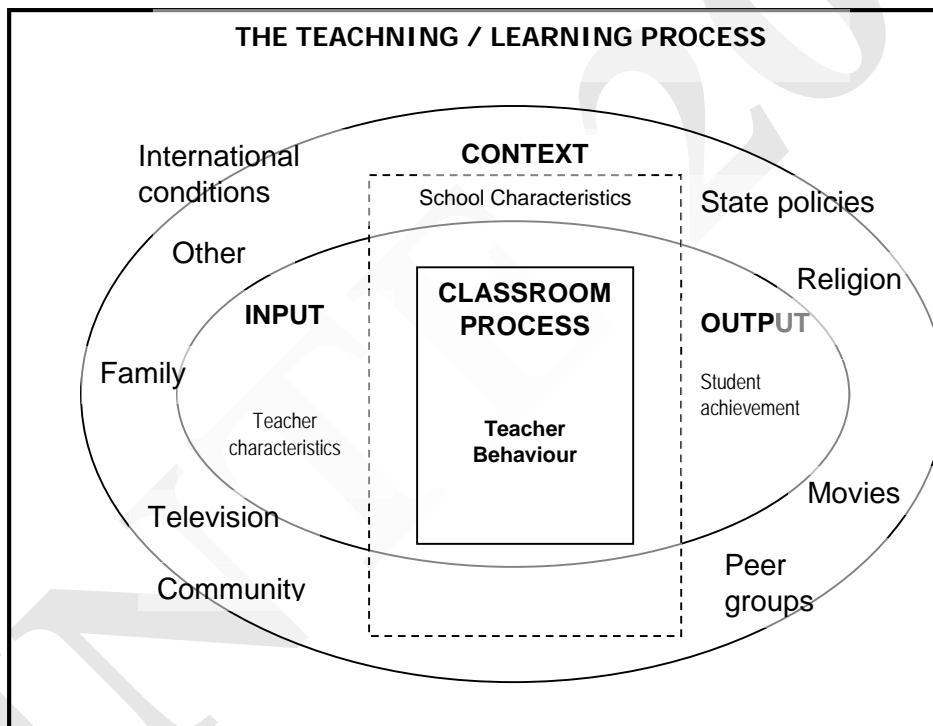 THE TEACHNING / LEARNING PROCESS
International
conditions
CONTEXT
School Characteristics
State policies
Other
Religion
INPUT
CLASSROOM
PROCESS
OUTPUT
Family
Student
achievement
Teacher
characteristics
Teacher
Behaviour
Television
Movies
Community
Peer
groups